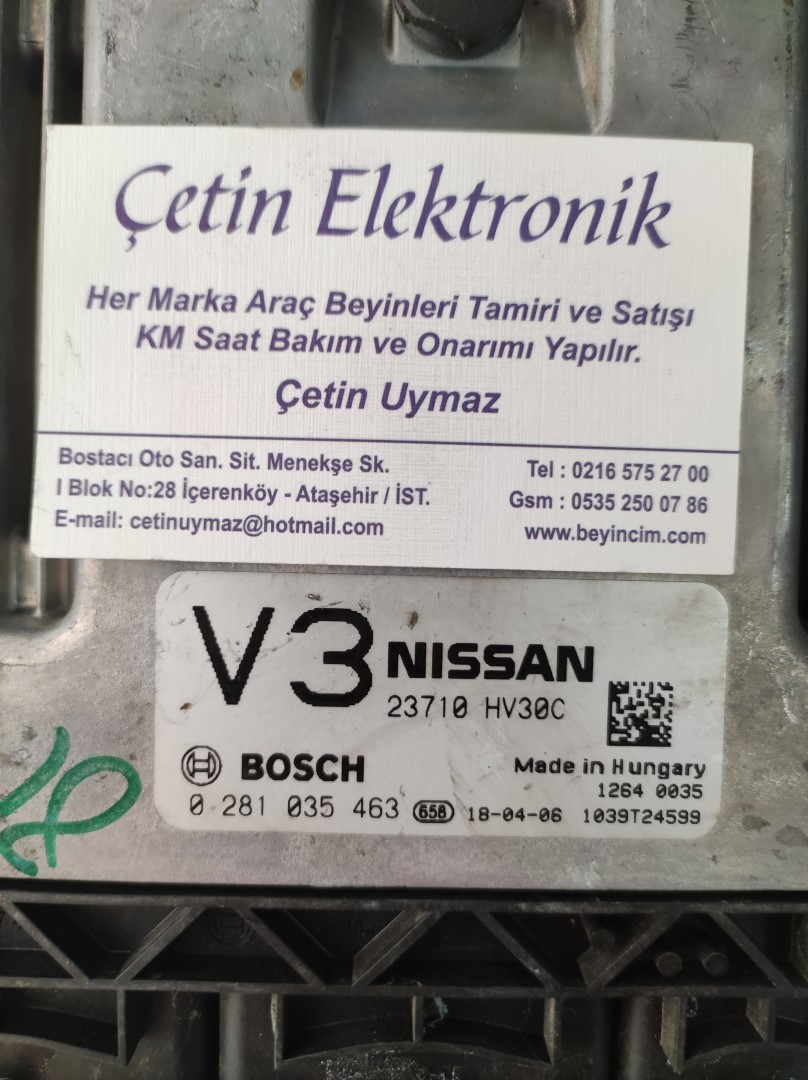 Çetin Elektronik
Her Marka Araç Beyinleri Tamiri ve Satışı
KM Saat Bakım ve Onarımı Yapılır.
Çetin Uymaz
Bostacı Oto San. Sit. Menekşe Sk.
I Blok No:28 İçerenköy - Ataşehir / İST.
E-mail: cetinuymaz@hotmail.com
Tel : 0216 575 27 00
Gsm : 0535 250 07 86
www.beyincim.com
V3 NISSAN
23710 HV30C
BOSCH
Made in Hungary
1264 0035
0 281 035 463 658 18-04-06 1039T24599